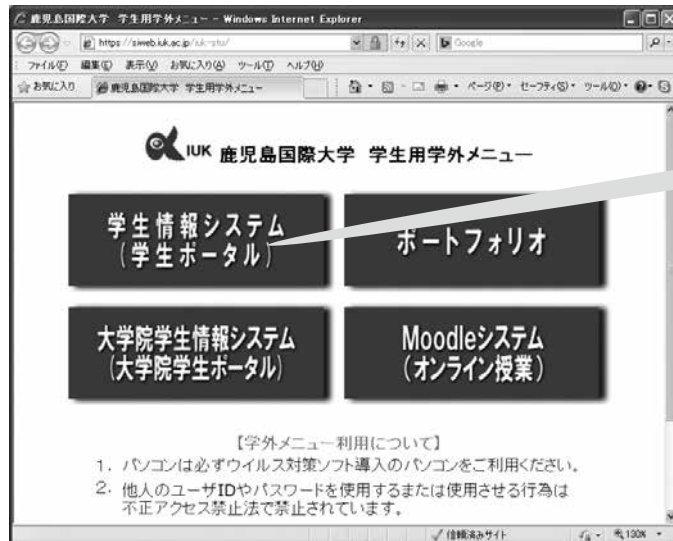 鹿児島国際大学 学生用学外メニュー - Windows Internet Explorer
https://siweb.iuk.ac.jp/iuk-stu/
Google
ファイル(F) 編集(E) 表示(V) お気に入り(A) ツール(T) ヘルプ(H)
お気に入り 鹿児島国際大学 学生用学外メニュー ページ(P) セーフティ(S) ツール(O)
IUK 鹿児島国際大学 学生用学外メニュー
学生情報システム
(学生ポータル)
ポートフォリオ
大学院学生情報システム
(大学院学生ポータル)
Moodleシステム
(オンライン授業)
【学外メニュー利用について】
1. パソコンは必ずウイルス対策ソフト導入のパソコンをご利用ください。
2. 他人のユーザIDやパスワードを使用するまたは使用させる行為は
不正アクセス禁止法で禁止されています。
信頼済みサイト 130%